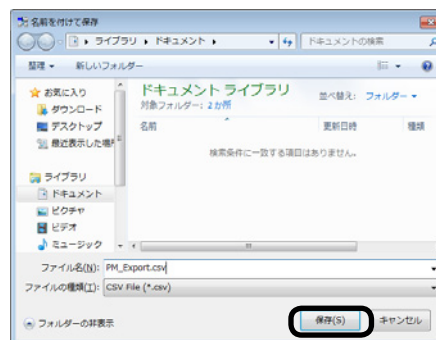 名前を付けて保存
ライブラリ ▸ ドキュメント ▸
ドキュメントの検索
整理 ▾ 新しいフォルダー
お気に入り
ダウンロード
デスクトップ
最近表示した場
ライブラリ
ドキュメント
ピクチャ
ビデオ
ミュージック
ドキュメント ライブラリ
対象フォルダー: 2 か所
並べ替え: フォルダー ▾
名前 更新日時 種類
検索条件に一致する項目はありません。
ファイル名(N): PM_Export.csv
ファイルの種類(T): CSV File (*.csv)
フォルダーの非表示
保存(S) キャンセル